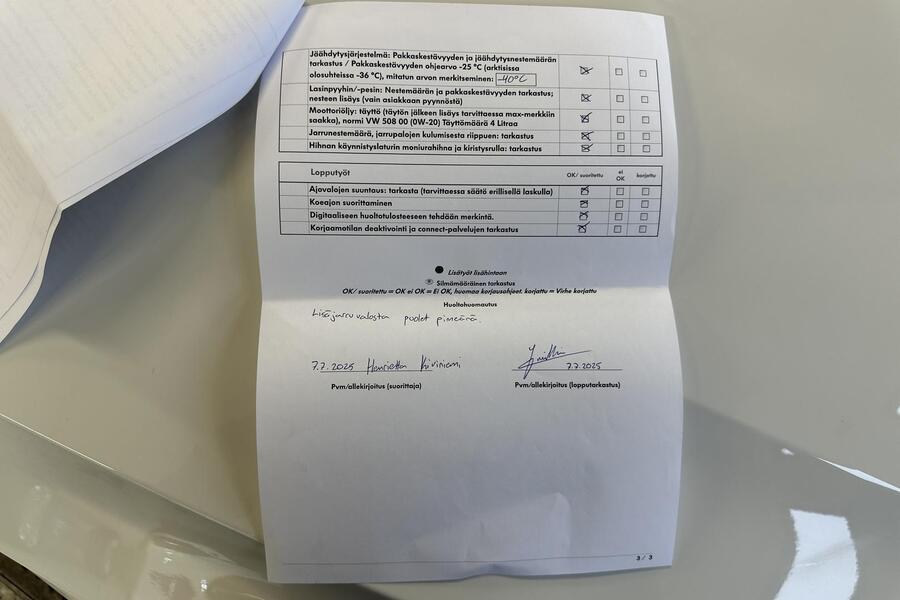 Jäähdytysjärjestelmä: Pakkaskestävyyden ja jäähdytysnestemäärän
tarkastus / Pakkaskestävyyden ohjearvo -25 °C (arktisissa
olosuhteissa -36 °C), mitatun arvon merkitseminen: -40°C
Lasinpyyhin/-pesin: Nestemäärän ja pakkaskestävyyden tarkastus;
nesteen lisäys (vain asiakkaan pyynnöstä)
Moottoriöljy: täyttö (täytön jälkeen lisäys tarvittaessa max-merkkiin
saakka), normi VW 508 00 (0W-20) Täyttömäärä 4 Litraa
Jarrunestemäärä, jarrupalojen kulumisesta riippuen: tarkastus
Hihnan käynnistyslaturin moniurahihna ja kiristysrulla: tarkastus
Lopputyöt OK/ suoritettu ei OK korjattu
Ajovalojen suuntaus: tarkasta (tarvittaessa säätö erillisellä laskulla)
Koeajon suorittaminen
Digitaaliseen huoltotulosteeseen tehdään merkintä.
Korjaamotilan deaktivointi ja connect-palvelujen tarkastus
Lisätyöt lisähintaan
Silmämääräinen tarkastus
OK/ suoritettu = OK ei OK = Ei OK, huomaa korjausohjeet. korjattu = Virhe korjattu
Huoltohuomautus
Lisäjarruvalosta puolet pimeänä.
7.7.2025 Henrietta Kiviniemi
7.7.2025
Pvm/allekirjoitus (suorittaja) Pvm/allekirjoitus (lopputarkastus)
3 / 3